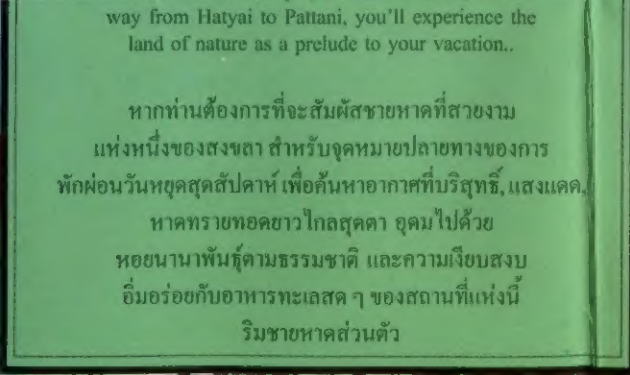 way from Hatyai to Pattani, you'll experience the
land of nature as a prelude to your vacation..
หากท่านต้องการที่จะสัมผัสชายหาดที่สายงาม
แห่งหนึ่งของสงขลา สำหรับจุดหมายปลายทางของการ
พักผ่อนวันหยุดสุดสัปดาห์ เพื่อค้นหาอากาศที่บริสุทธิ์, แสงแดด,
หาดทรายทอดยาวไกลสุดตา อุดมไปด้วย
หอยนานาพันธุ์ตามธรรมชาติ และความเงียบสงบ
อิ่มอร่อยกับอาหารทะเลสด ๆ ของสถานที่แห่งนี้
ริมชายหาดส่วนตัว